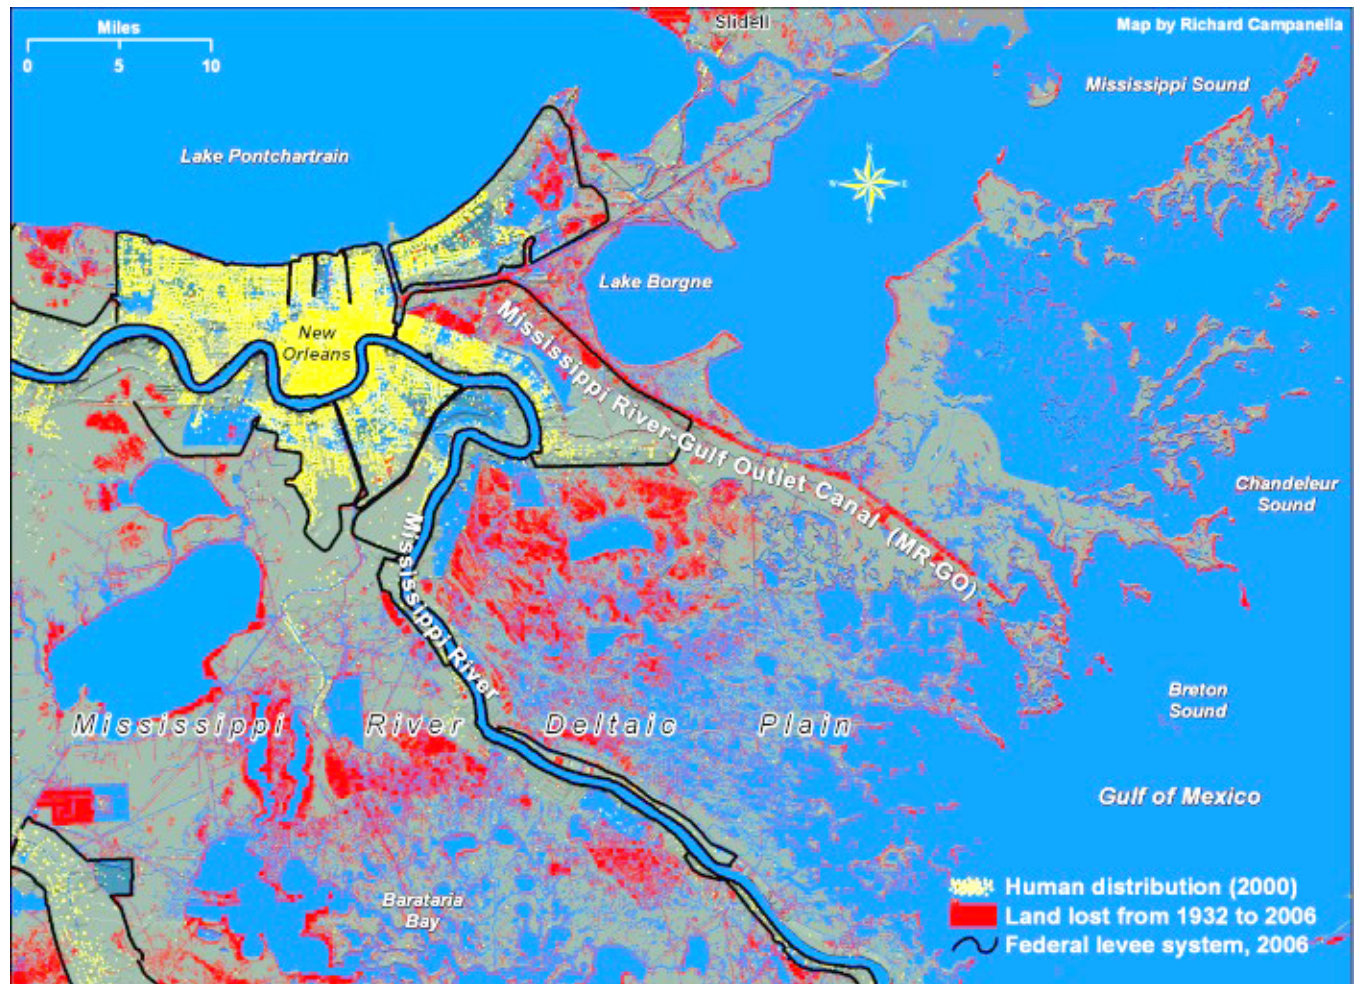 Slidell
Miles
0 5 10
Map by Richard Campanella
Mississippi Sound
Lake Pontchartrain
N
W E
S
Lake Borgne
New
Orleans
Mississippi River-Gulf Outlet Canal (MR-GO)
Chandeleur
Sound
Mississippi River
Breton
Sound
Mississippi River Deltaic Plain
Gulf of Mexico
Barataria
Bay
Human distribution (2000)
Land lost from 1932 to 2006
Federal levee system, 2006